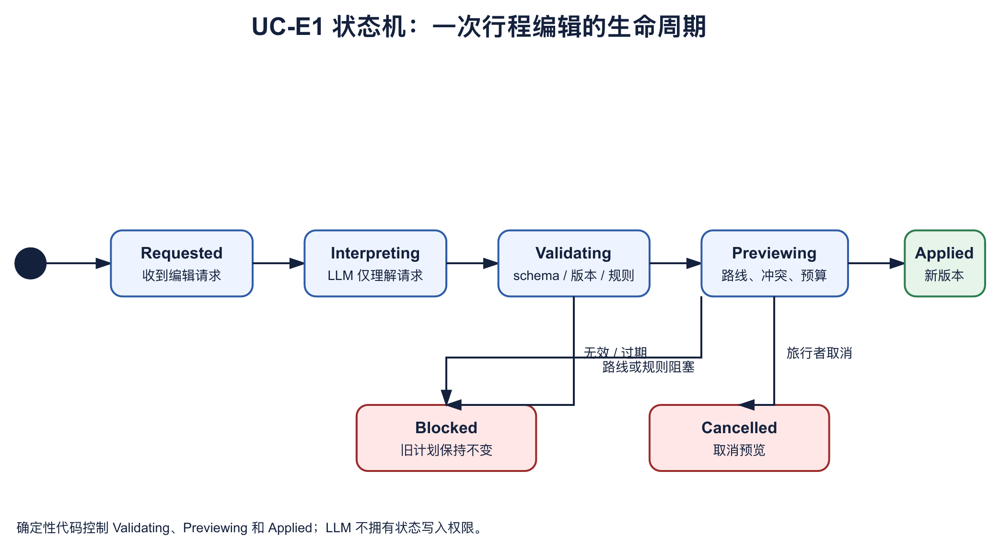 UC-E1 状态机：一次行程编辑的生命周期
Requested
收到编辑请求
Interpreting
LLM 仅理解请求
Validating
schema / 版本 / 规则
Previewing
路线、冲突、预算
Applied
新版本
无效 / 过期
路线或规则阻塞
旅行者取消
Blocked
旧计划保持不变
Cancelled
取消预览
确定性代码控制 Validating、Previewing 和 Applied；LLM 不拥有状态写入权限。